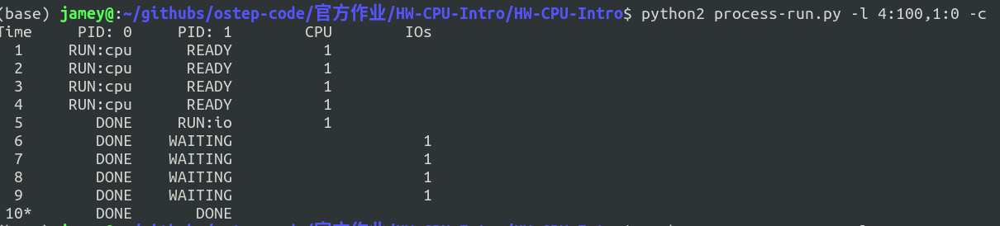 (base) jamey@:~/githubs/ostep-code/官方作业/HW-CPU-Intro/HW-CPU-Intro$ python2 process-run.py -l 4:100,1:0 -c
Time PID: 0 PID: 1 CPU IOs
1 RUN:cpu READY 1
2 RUN:cpu READY 1
3 RUN:cpu READY 1
4 RUN:cpu READY 1
5 DONE RUN:io 1
6 DONE WAITING 1
7 DONE WAITING 1
8 DONE WAITING 1
9 DONE WAITING 1
10* DONE DONE